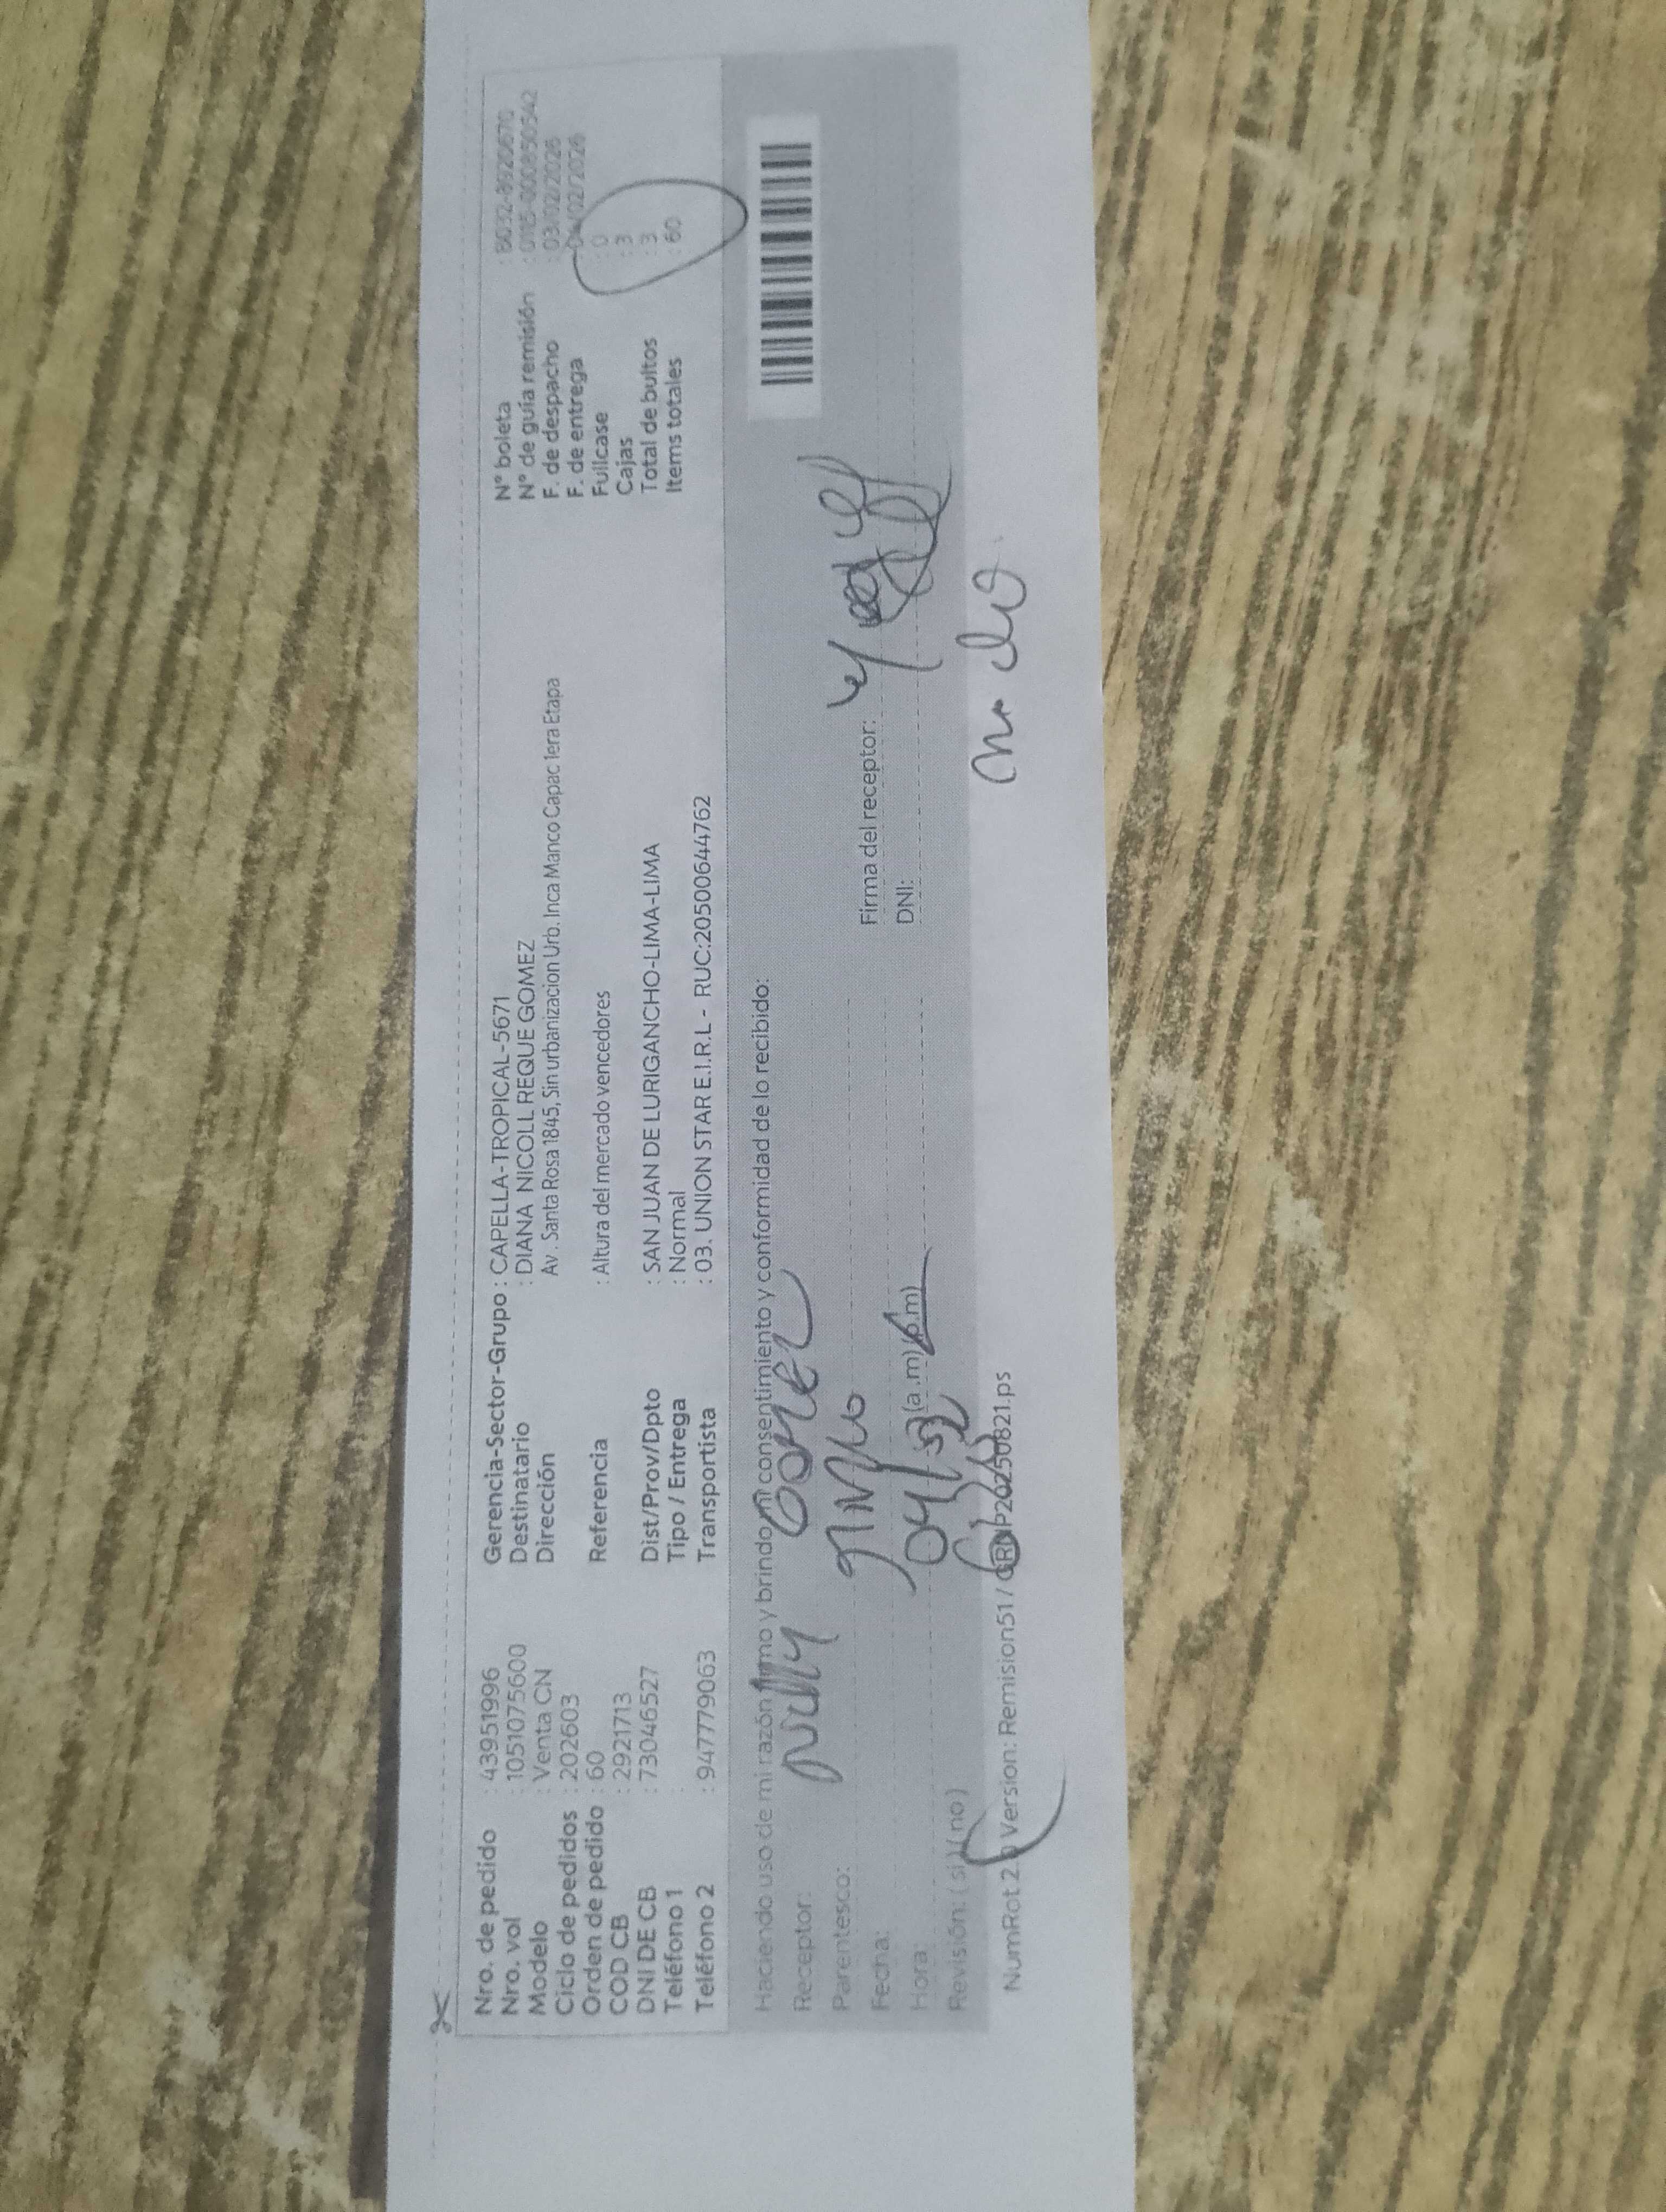 Nro. de pedido : 43951996
Nro. vol : 1051075600
Modelo : Venta CN
Ciclo de pedidos : 202603
Orden de pedido : 60
COD CB : 2921713
DNI DE CB : 73046527
Teléfono 1 :
Teléfono 2 : 947779063
Gerencia-Sector-Grupo : CAPELLA-TROPICAL-5671
Destinatario : DIANA NICOLL REQUE GOMEZ
Dirección Av. Santa Rosa 1845, Sin urbanizacion Urb. Inca Manco Capac 1era Etapa
Referencia : Altura del mercado vencedores
Dist/Prov/Dpto : SAN JUAN DE LURIGANCHO-LIMA-LIMA
Tipo / Entrega : Normal
Transportista : 03. UNION STAR E.I.R.L - RUC:20500644762
N° boleta
N° de guía remisión
F. de despacho : 03/02/2026
F. de entrega 04/02/2026
Fullcase : 0
Cajas : 3
Total de bultos : 3
Items totales : 60
Haciendo uso de mi razón y brindo consentimiento y conformidad de lo recibido:
Receptor:
Parentesco:
Fecha:
Hora: (a.m) (p.m)
Revisión: (si) (no)
Firma del receptor:
DNI:
Version: Remision51 / GRNP20250821.ps